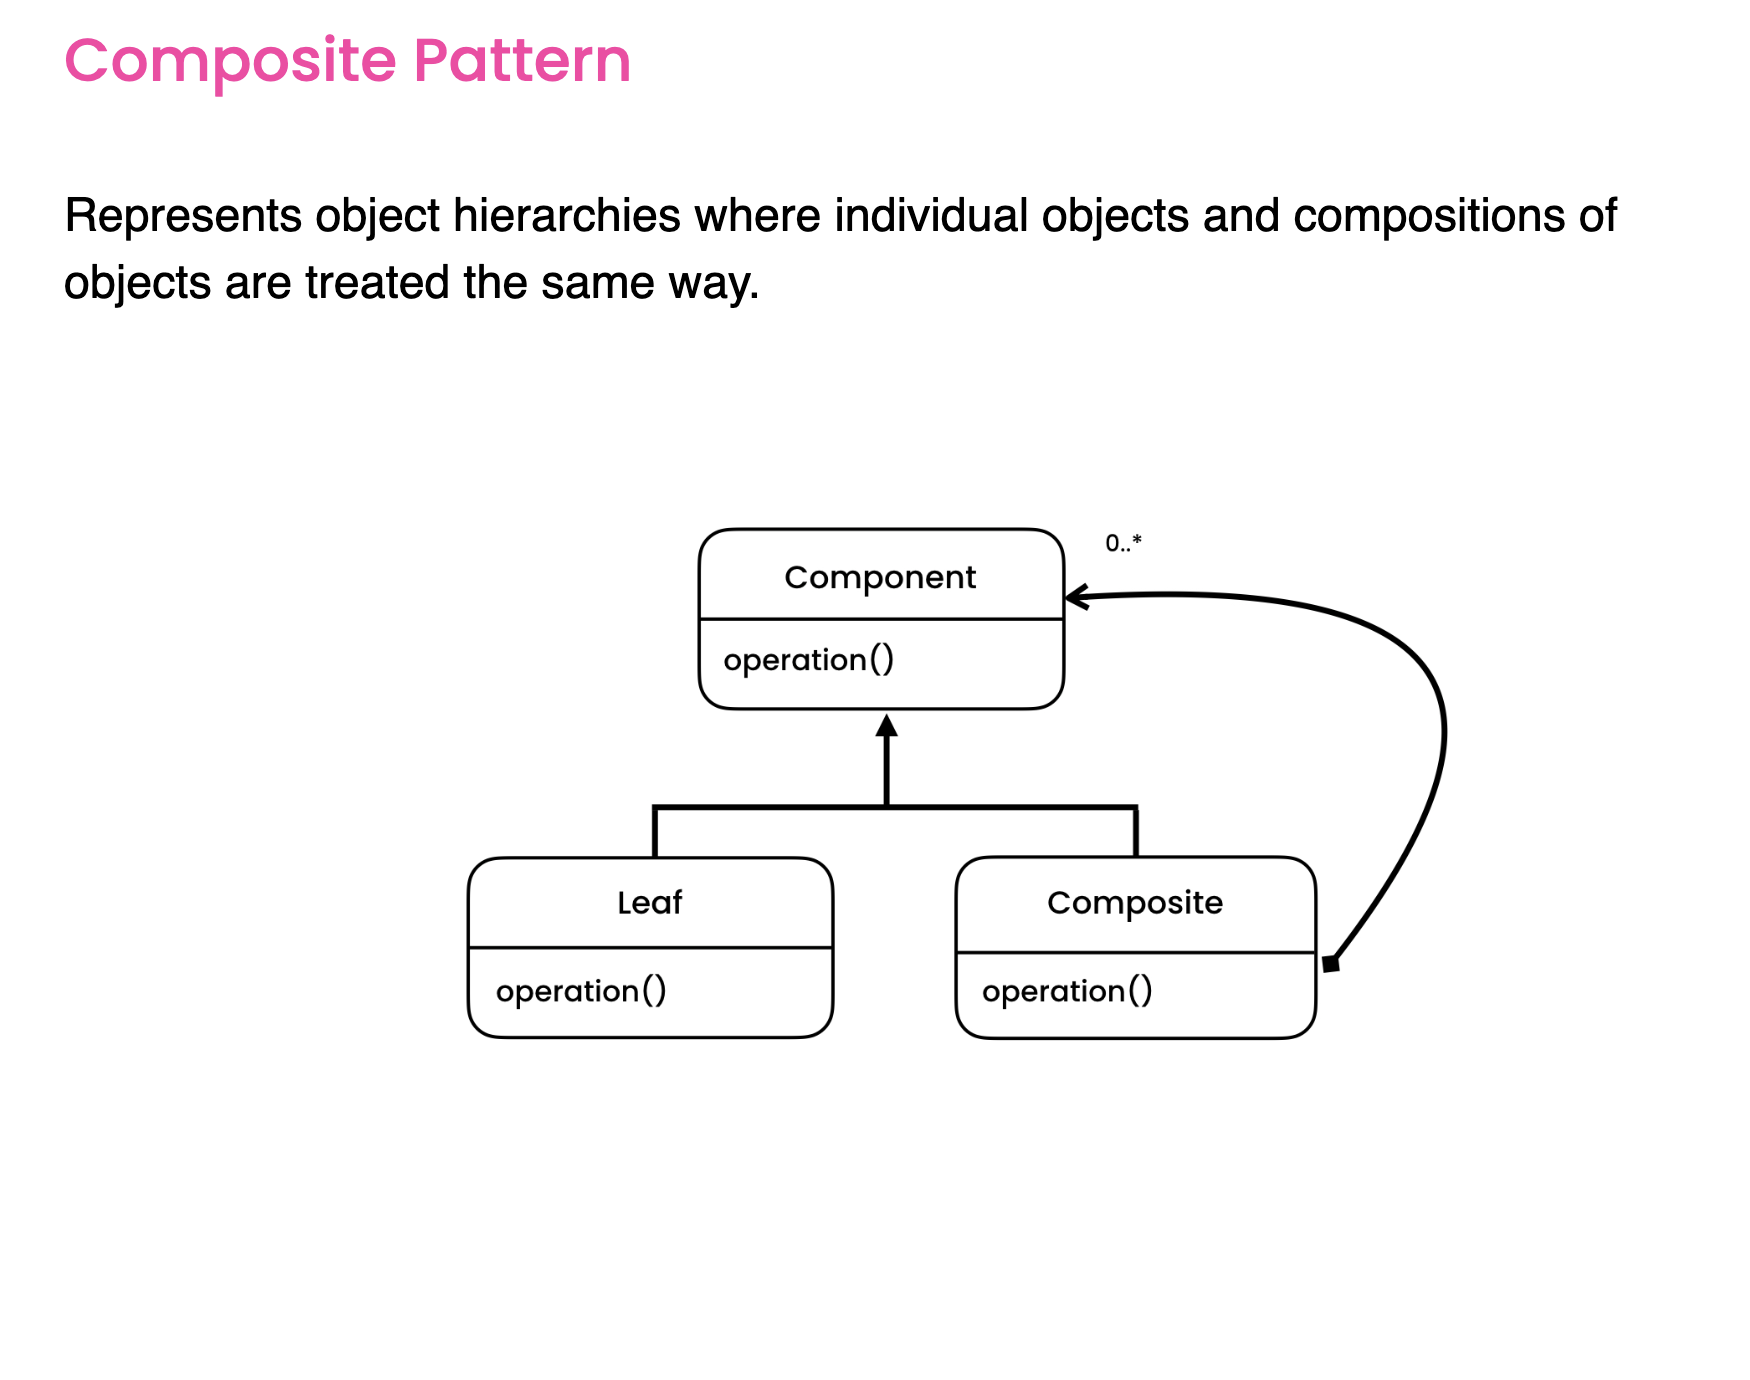 Composite Pattern
Represents object hierarchies where individual objects and compositions of
objects are treated the same way.
0..*
Component
operation()
Leaf
operation()
Composite
operation()